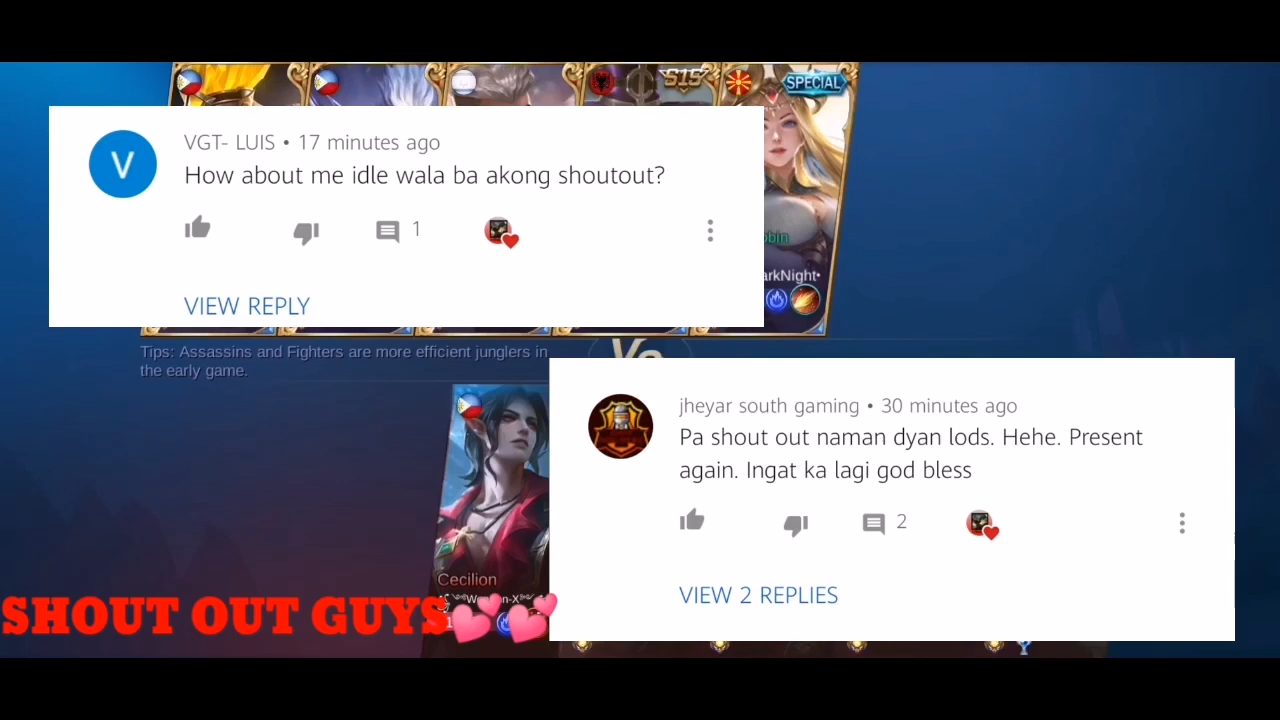 S15
SPECIAL
VGT- LUIS • 17 minutes ago
V
How about me idle wala ba akong shoutout?
1
VIEW REPLY
Tips: Assassins and Fighters are more efficient junglers in
the early game.
jheyar south gaming • 30 minutes ago
Pa shout out naman dyan lods. Hehe. Present
again. Ingat ka lagi god bless
2
VIEW 2 REPLIES
Cecilion
SHOUT OUT GUYS